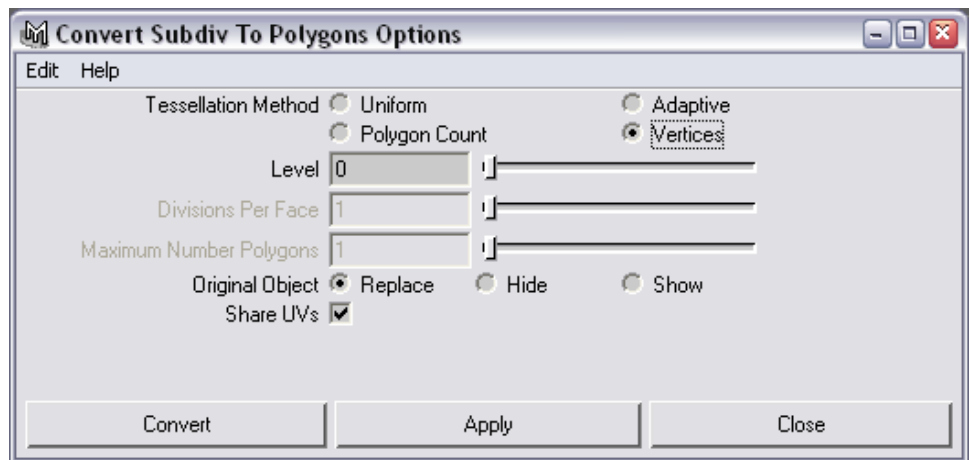 Convert Subdiv To Polygons Options
Edit Help
Tessellation Method Uniform Adaptive
Polygon Count Vertices
Level 0
Divisions Per Face 1
Maximum Number Polygons 1
Original Object Replace Hide Show
Share UVs
Convert Apply Close